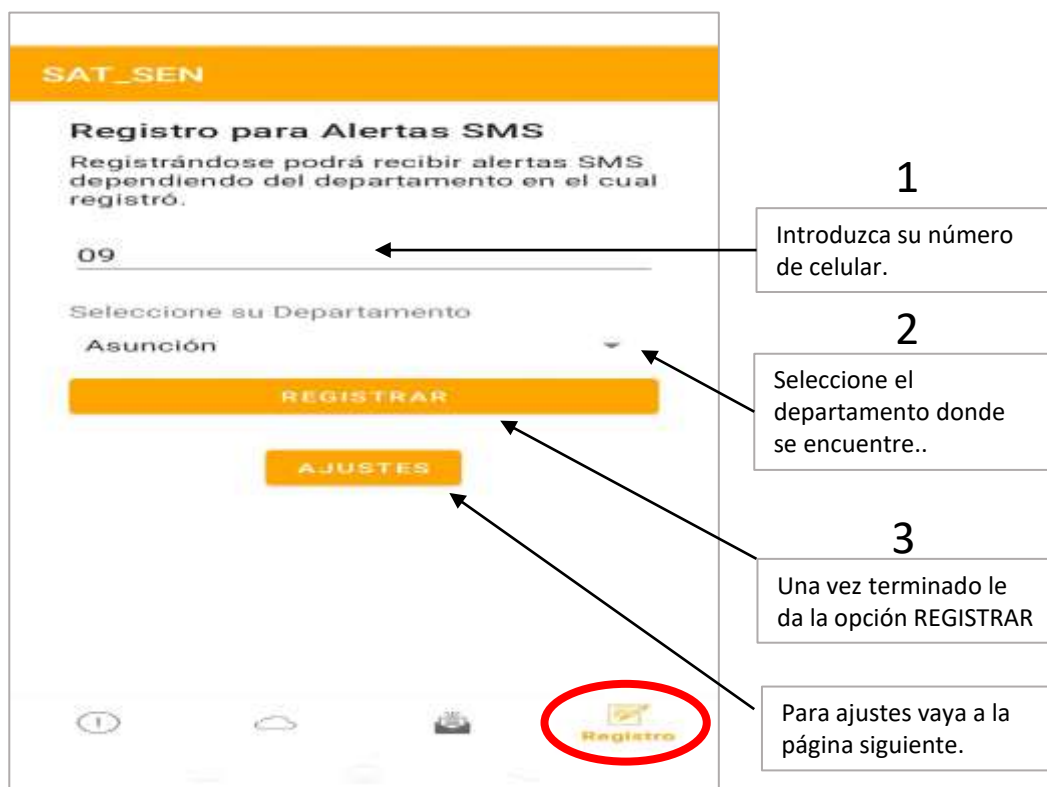 SAT_SEN
Registro para Alertas SMS
Registrándose podrá recibir alertas SMS
dependiendo del departamento en el cual
registró.
09
Seleccione su Departamento
Asunción
REGISTRAR
AJUSTES
Registro
1
Introduzca su número
de celular.
2
Seleccione el
departamento donde
se encuentre..
3
Una vez terminado le
da la opción REGISTRAR
Para ajustes vaya a la
página siguiente.